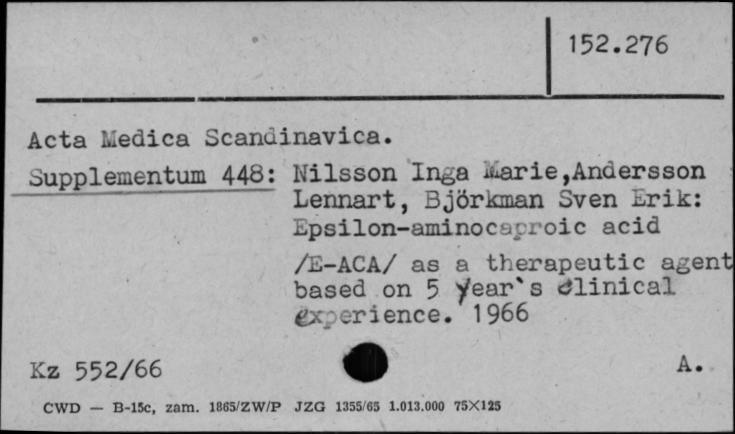 152.276
Acta Medica Scandinavica.
Supplementum 448: Nilsson Inga Marie,Andersson
Lennart, Björkman Sven Erik:
Epsilon-aminocaproic acid
/E-ACA/ as a therapeutic agent
based on 5 year`s clinical
experience. 1966
Kz 552/66 A.
CWD — B-15c, zam. 1865/ZW/P JZG 1355/65 1.013.000 75×125